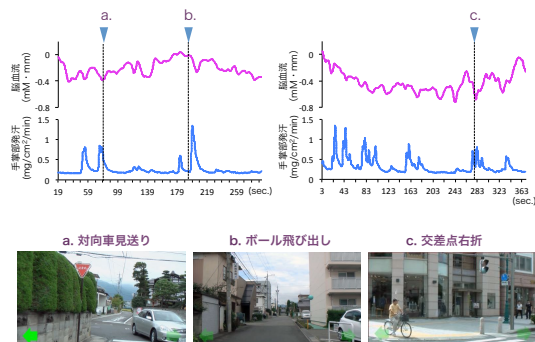 a.
b.
c.
脳血流
(mM・mm)
0
-0.4
-0.8
手掌部発汗
(mg/cm²/min)
1.5
1
0.5
0
19 59 99 139 179 219 259 (sec.)
脳血流
(mM・mm)
0
-0.4
-0.8
手掌部発汗
(mg/cm²/min)
1.5
1
0.5
0
3 43 83 123 163 203 243 283 323 363
(sec.)
a. 対向車見送り
b. ボール飛び出し
c. 交差点右折